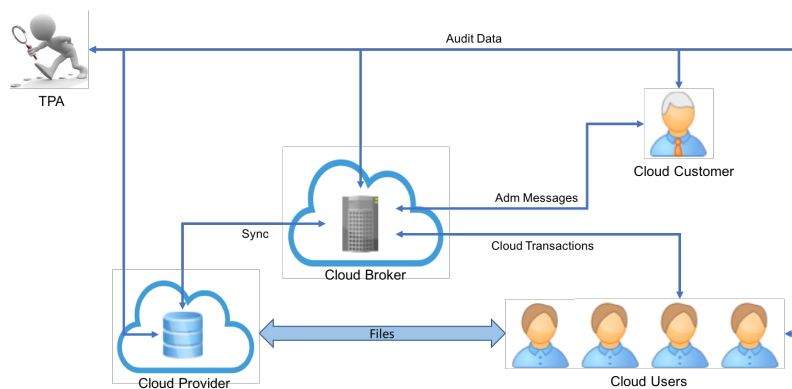 Audit Data
TPA
Cloud Customer
Adm Messages
Sync
Cloud Transactions
Cloud Broker
Files
Cloud Provider
Cloud Users